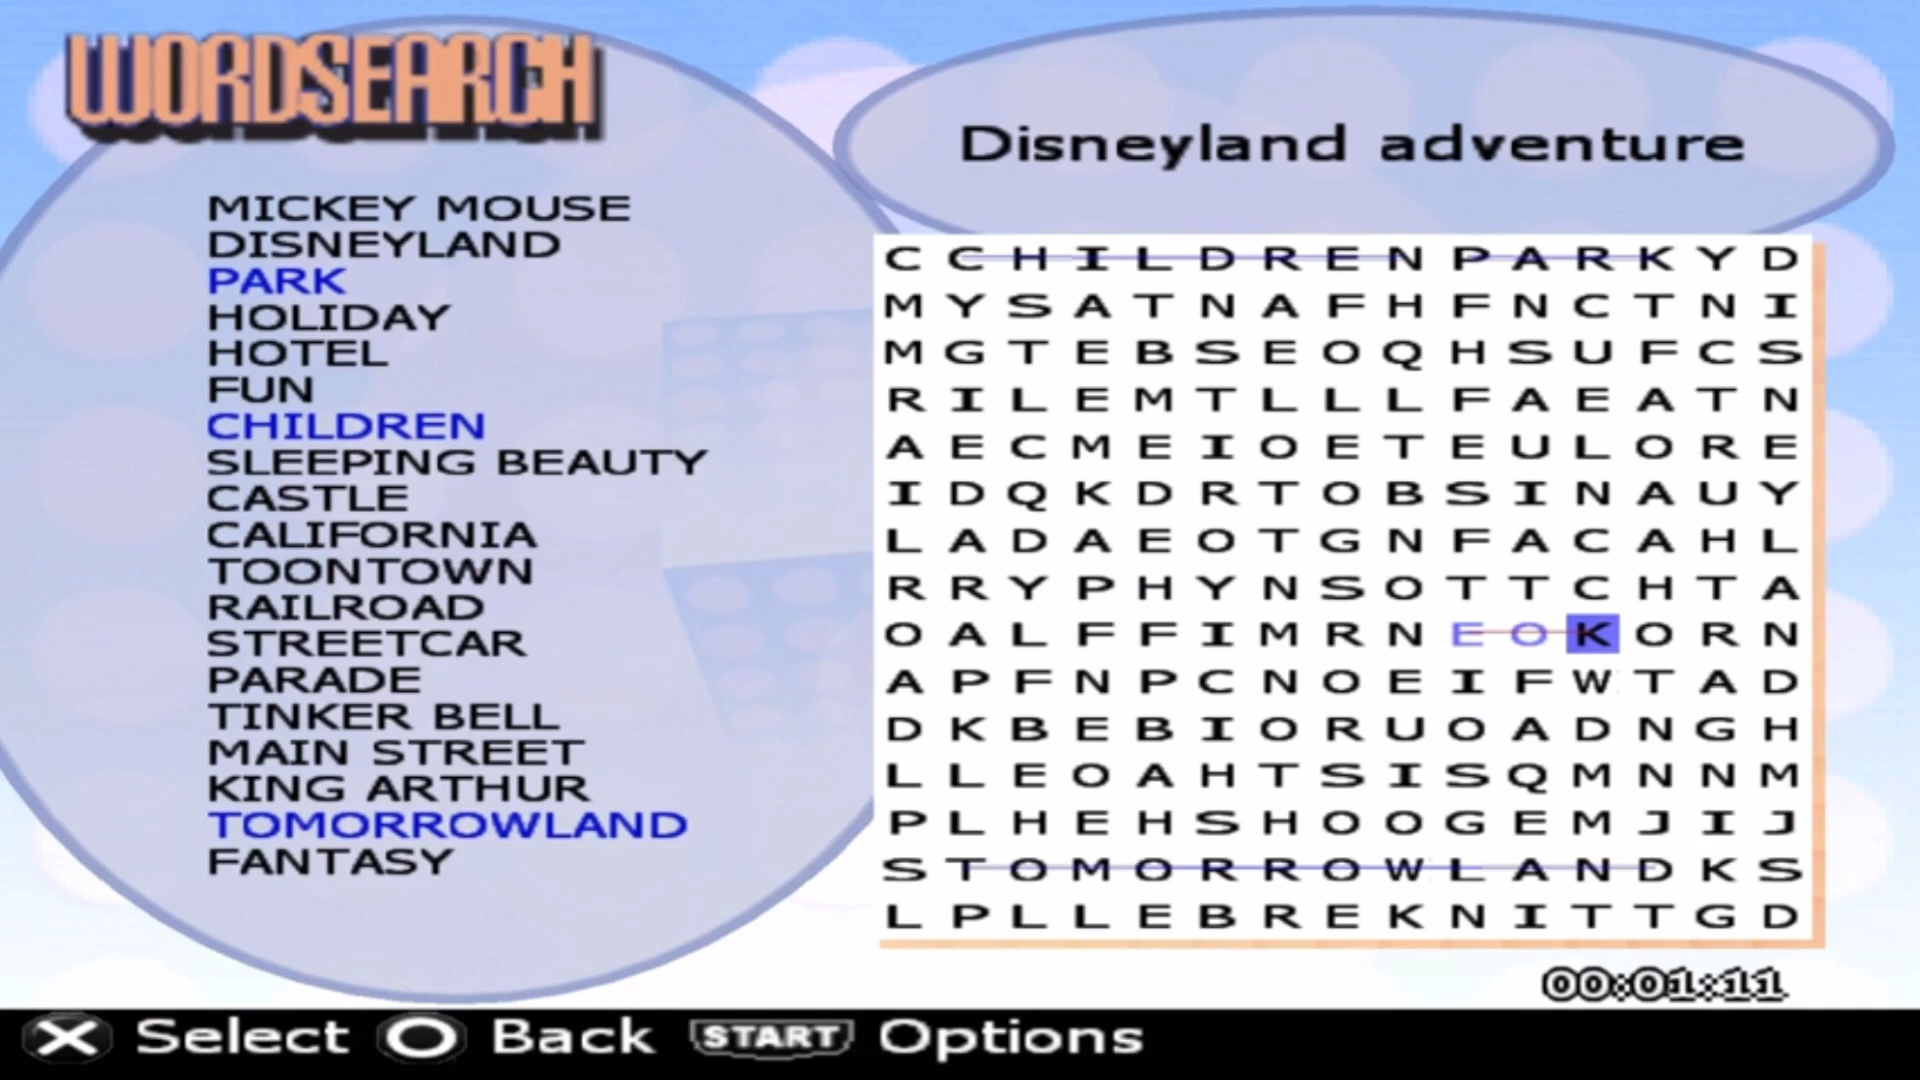 WORDSEARCH
Disneyland adventure
MICKEY MOUSE
DISNEYLAND
PARK
HOLIDAY
HOTEL
FUN
CHILDREN
SLEEPING BEAUTY
CASTLE
CALIFORNIA
TOONTOWN
RAILROAD
STREETCAR
PARADE
TINKER BELL
MAIN STREET
KING ARTHUR
TOMORROWLAND
FANTASY
C C H I L D R E N P A R K Y D
M Y S A T N A F H F N C T N I
M G T E B S E O Q H S U F C S
R I L E M T L L L F A E A T N
A E C M E I O E T E U L O R E
I D Q K D R T O B S I N A U Y
L A D A E O T G N F A C A H L
R R Y P H Y N S O T T C H T A
O A L F F I M R N E O K O R N
A P F N P C N O E I F W T A D
D K B E B I O R U O A D N G H
L L E O A H T S I S Q M N N M
P L H E H S H O O G E M J I J
S T O M O R R O W L A N D K S
L P L L E B R E K N I T T G D
00:01:11
X Select O Back START Options